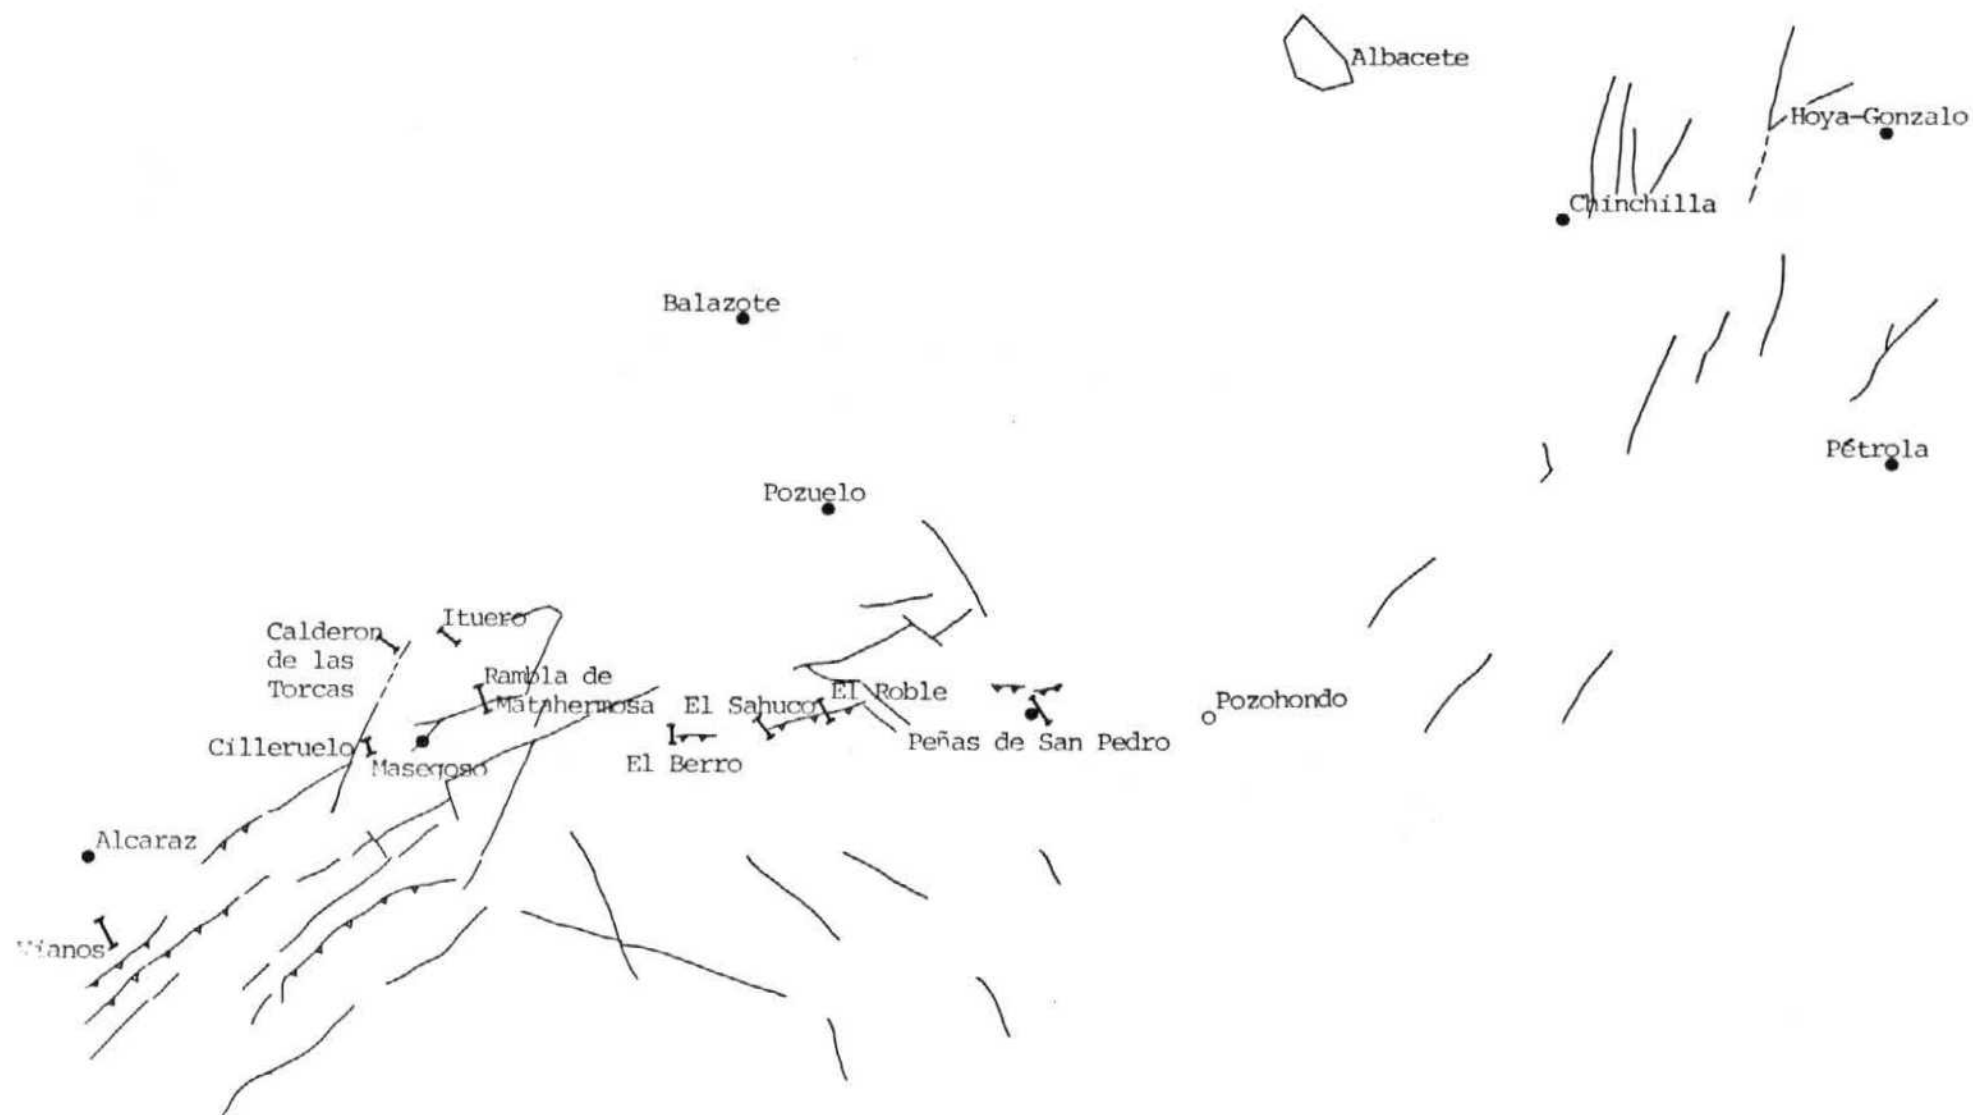 Albacete
Hoya-Gonzalo
Chinchilla
Balazote
Pétrola
Pozuelo
Ituero
Calderon
de las
Torcas
Rambla de
Matahermosa
El Sahuco
El Roble
Pozohondo
Peñas de San Pedro
Cilleruelo
Masegoso
El Berro
Alcaraz
Vianos